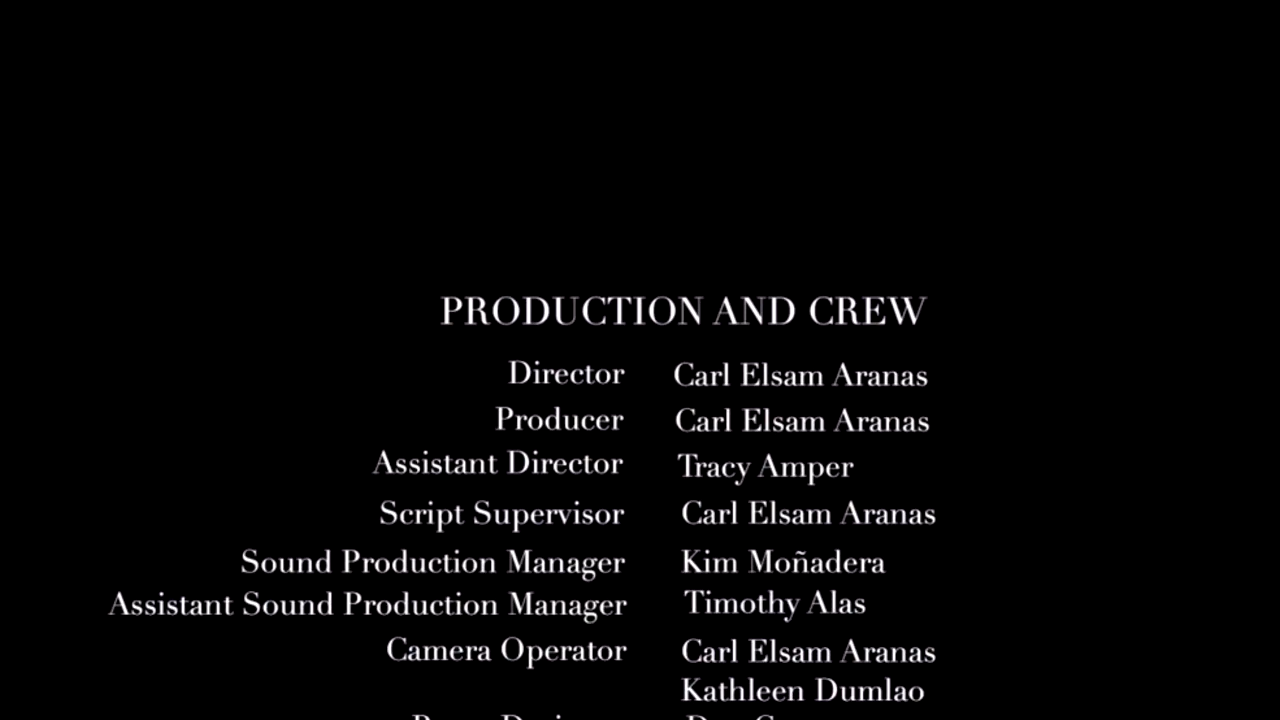 PRODUCTION AND CREW
Director Carl Elsam Aranas
Producer Carl Elsam Aranas
Assistant Director Tracy Amper
Script Supervisor Carl Elsam Aranas
Sound Production Manager Kim Moñadera
Assistant Sound Production Manager Timothy Alas
Camera Operator Carl Elsam Aranas
Kathleen Dumlao